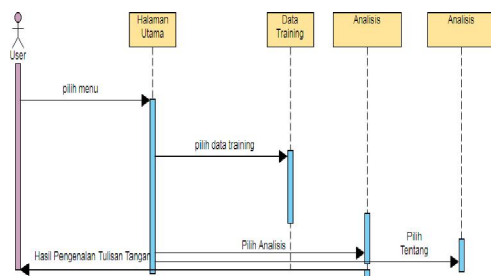 Halaman
Utama
Data
Training
Analisis
Analisis
User
pilih menu
pilih data training
Pilih Analisis
Pilih
Tentang
Hasil Pengenalan Tulisan Tangan